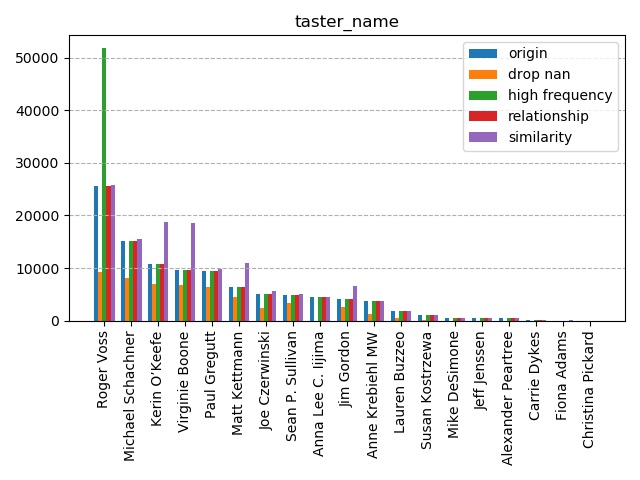 taster_name
origin
drop nan
high frequency
relationship
similarity
50000
40000
30000
20000
10000
0
Roger Voss
Michael Schachner
Kerin O'Keefe
Virginie Boone
Paul Gregutt
Matt Kettmann
Joe Czerwinski
Sean P. Sullivan
Anna Lee C. Iijima
Jim Gordon
Anne Krebiehl MW
Lauren Buzzeo
Susan Kostrzewa
Mike DeSimone
Jeff Jenssen
Alexander Peartree
Carrie Dykes
Fiona Adams
Christina Pickard